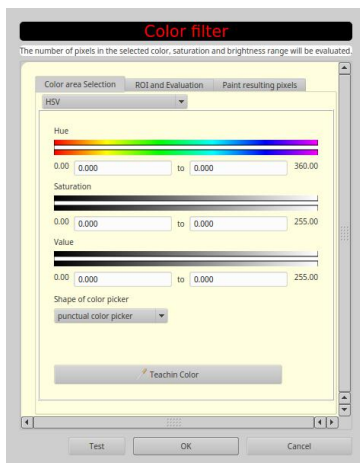 Color filter
The number of pixels in the selected color, saturation and brightness range will be evaluated.
Color area Selection ROI and Evaluation Paint resulting pixels
HSV
Hue
0.00 0.000 to 0.000 360.00
Saturation
0.00 0.000 to 0.000 255.00
Value
0.00 0.000 to 0.000 255.00
Shape of color picker
punctual color picker
Teachin Color
Test OK Cancel